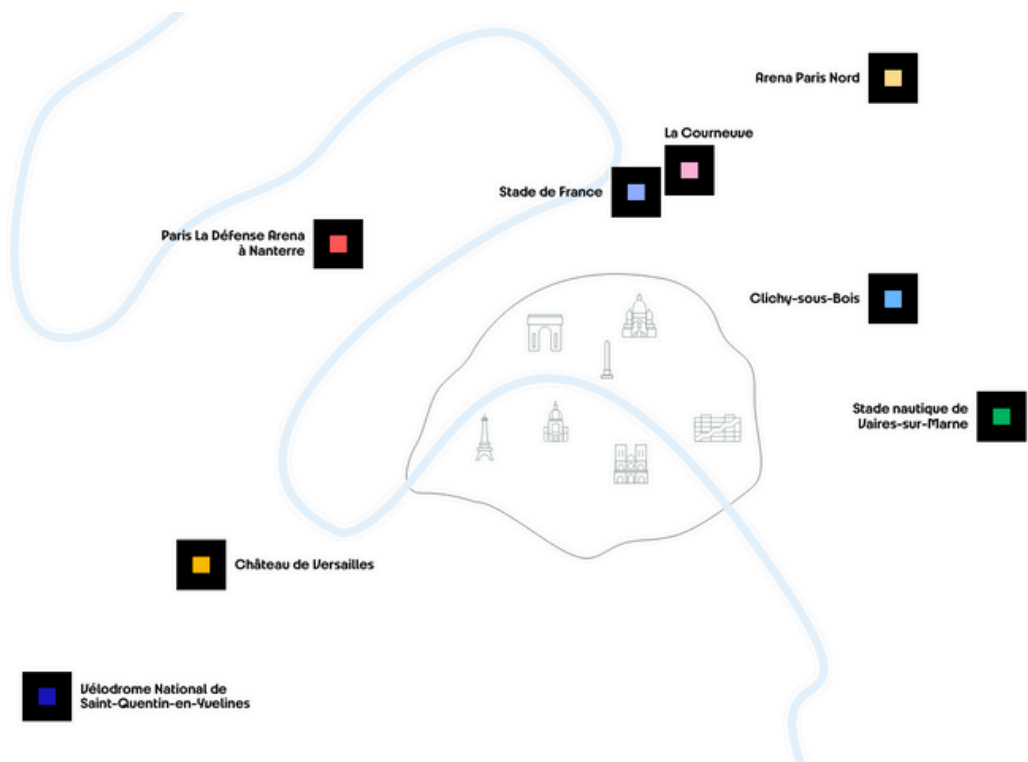 Arena Paris Nord
La Courneuve
Stade de France
Paris La Défense Arena
à Nanterre
Clichy-sous-Bois
Stade nautique de
Vaires-sur-Marne
Château de Versailles
Vélodrome National de
Saint-Quentin-en-Yvelines